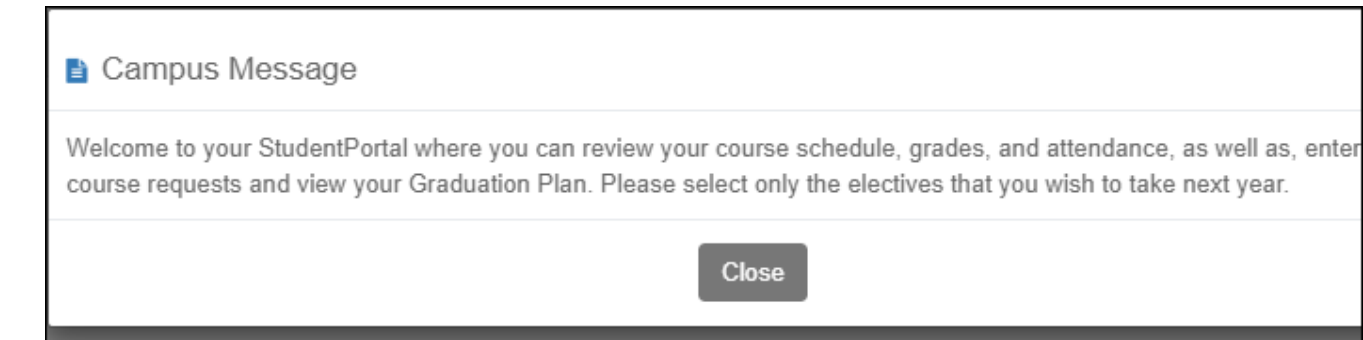 Campus Message
Welcome to your StudentPortal where you can review your course schedule, grades, and attendance, as well as, enter
course requests and view your Graduation Plan. Please select only the electives that you wish to take next year.
Close